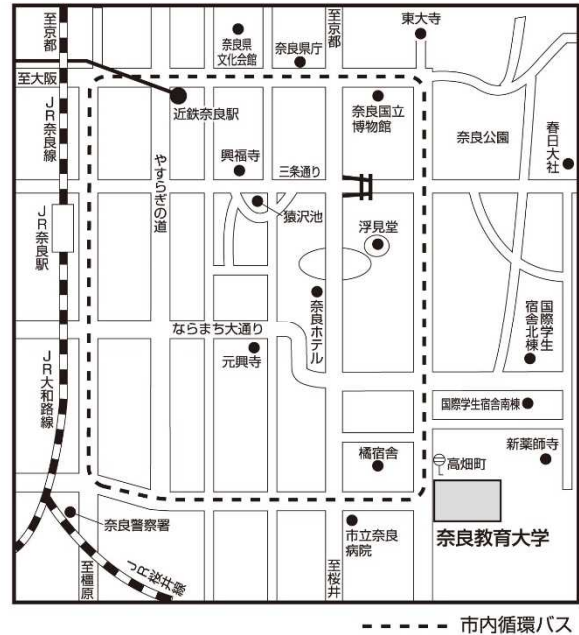 至京都
奈良県
文化会館
奈良県庁
至京都
東大寺
至大阪
近鉄奈良駅
奈良国立
博物館
奈良公園
春日大社
JR奈良線
やすらぎの道
興福寺
三条通り
猿沢池
浮見堂
JR奈良駅
奈良ホテル
国際学生
宿舎北棟
ならまち大通り
元興寺
JR大和路線
国際学生宿舎南棟
橘宿舎
高畑町
新薬師寺
奈良警察署
市立奈良
病院
奈良教育大学
至橿原
JR桜井線
至桜井
市内循環バス